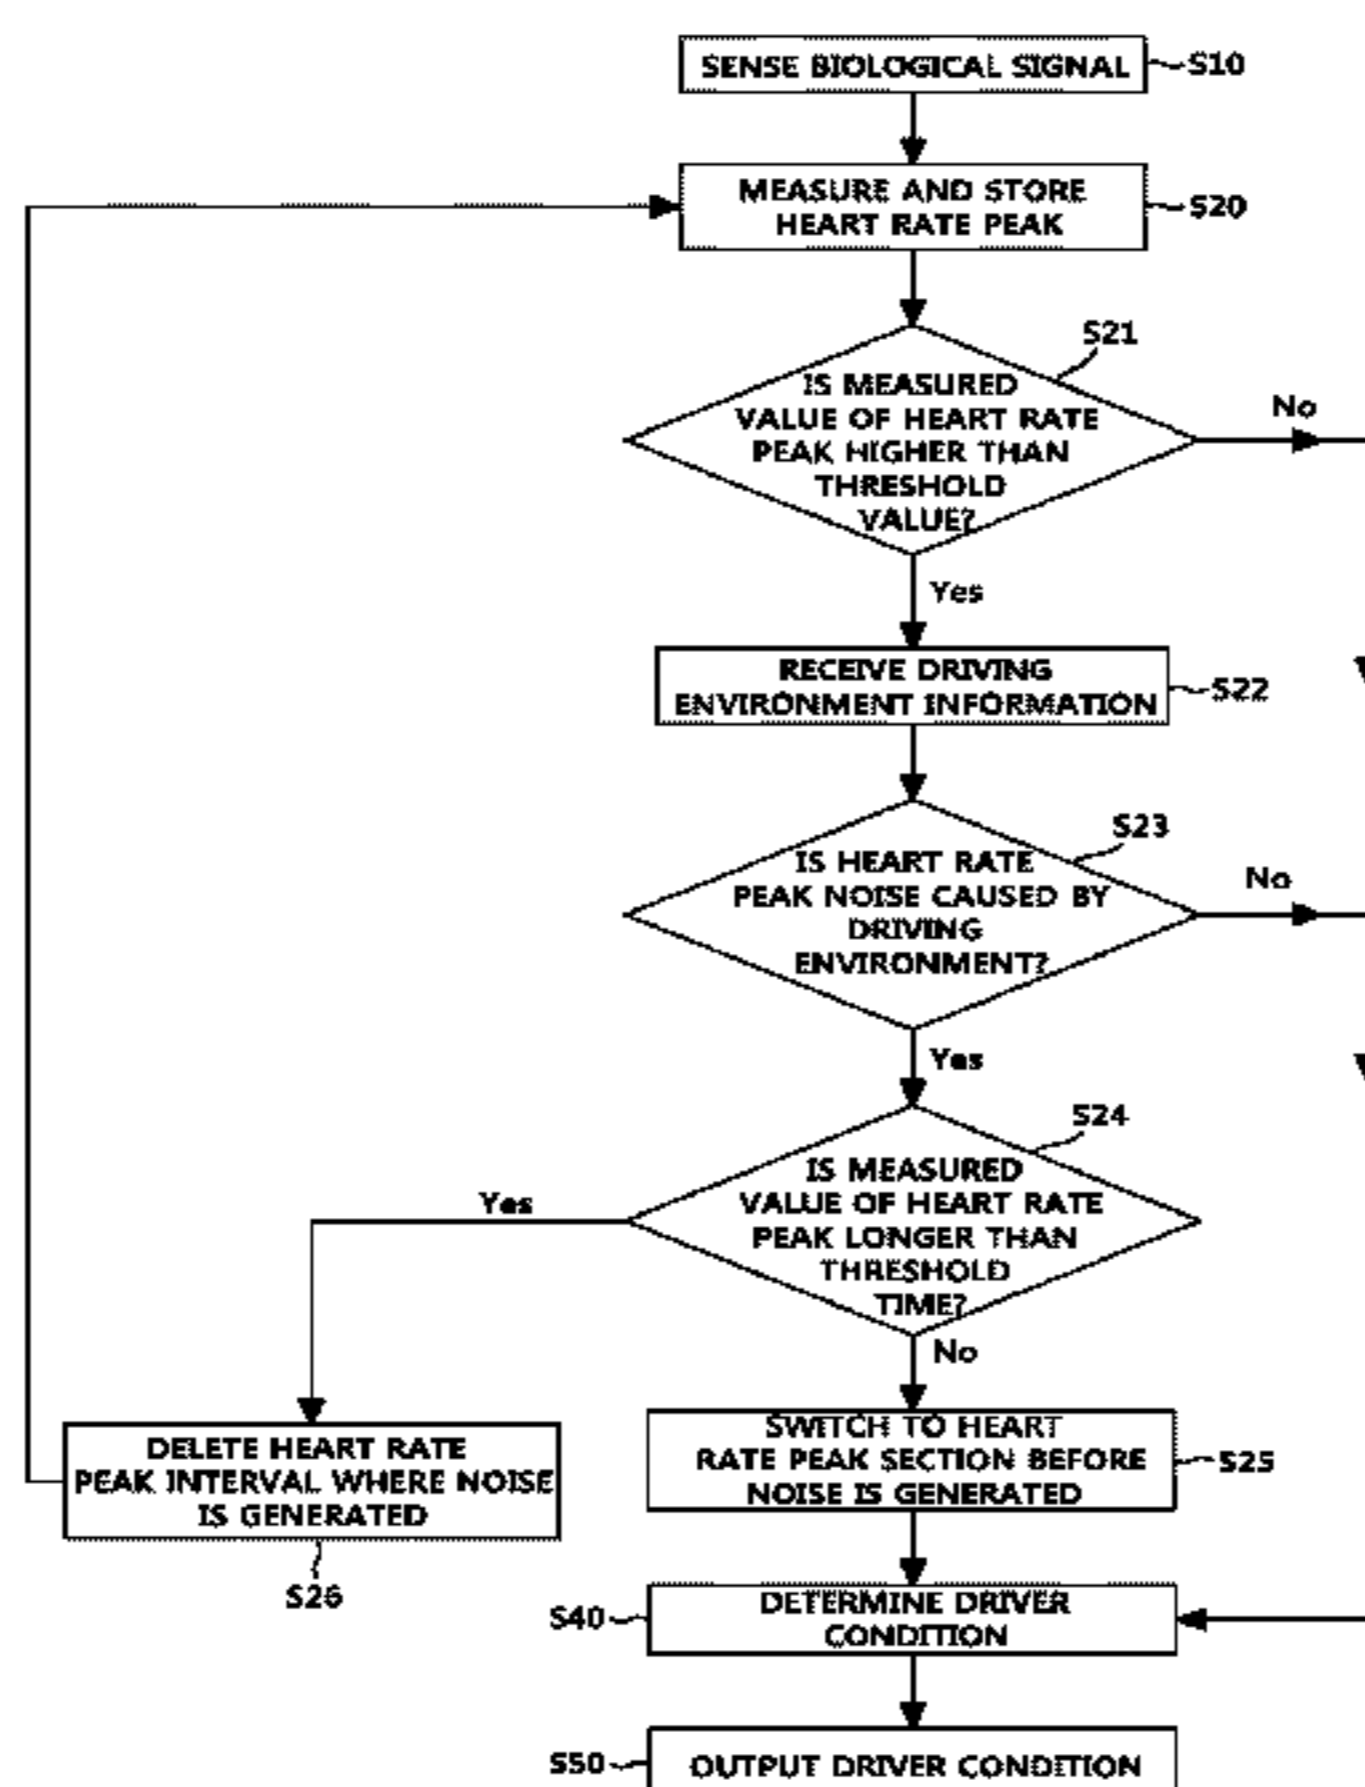 SENSE BIOLOGICAL SIGNAL
S10
MEASURE AND STORE
HEART RATE PEAK
S20
S21
IS MEASURED
VALUE OF HEART RATE
PEAK HIGHER THAN
THRESHOLD
VALUE?
No
Yes
RECEIVE DRIVING
ENVIRONMENT INFORMATION
S22
S23
IS HEART RATE
PEAK NOISE CAUSED BY
DRIVING
ENVIRONMENT?
No
Yes
S24
IS MEASURED
VALUE OF HEART RATE
PEAK LONGER THAN
THRESHOLD
TIME?
Yes
No
DELETE HEART RATE
PEAK INTERVAL WHERE NOISE
IS GENERATED
S26
SWITCH TO HEART
RATE PEAK SECTION BEFORE
NOISE IS GENERATED
S25
S40
DETERMINE DRIVER
CONDITION
S50
OUTPUT DRIVER CONDITION